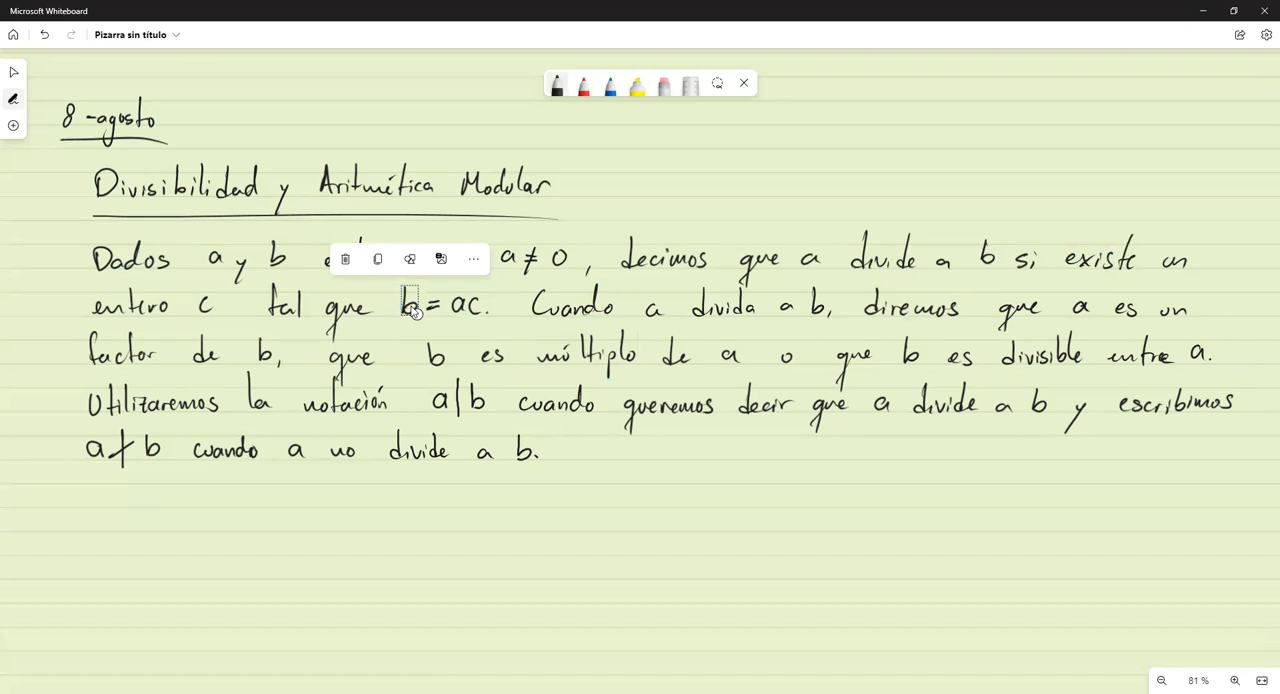 Microsoft Whiteboard
Pizarra sin título
8 - agosto
Divisibilidad y Aritmética Modular
Dados a y b a ≠ 0, decimos que a divide a b si existe un
entero c tal que b = ac. Cuando a divida a b, diremos que a es un
factor de b, que b es múltiplo de a o que b es divisible entre a.
Utilizaremos la notación a|b cuando queremos decir que a divide a b y escribimos
a∤b cuando a no divide a b.
81 %